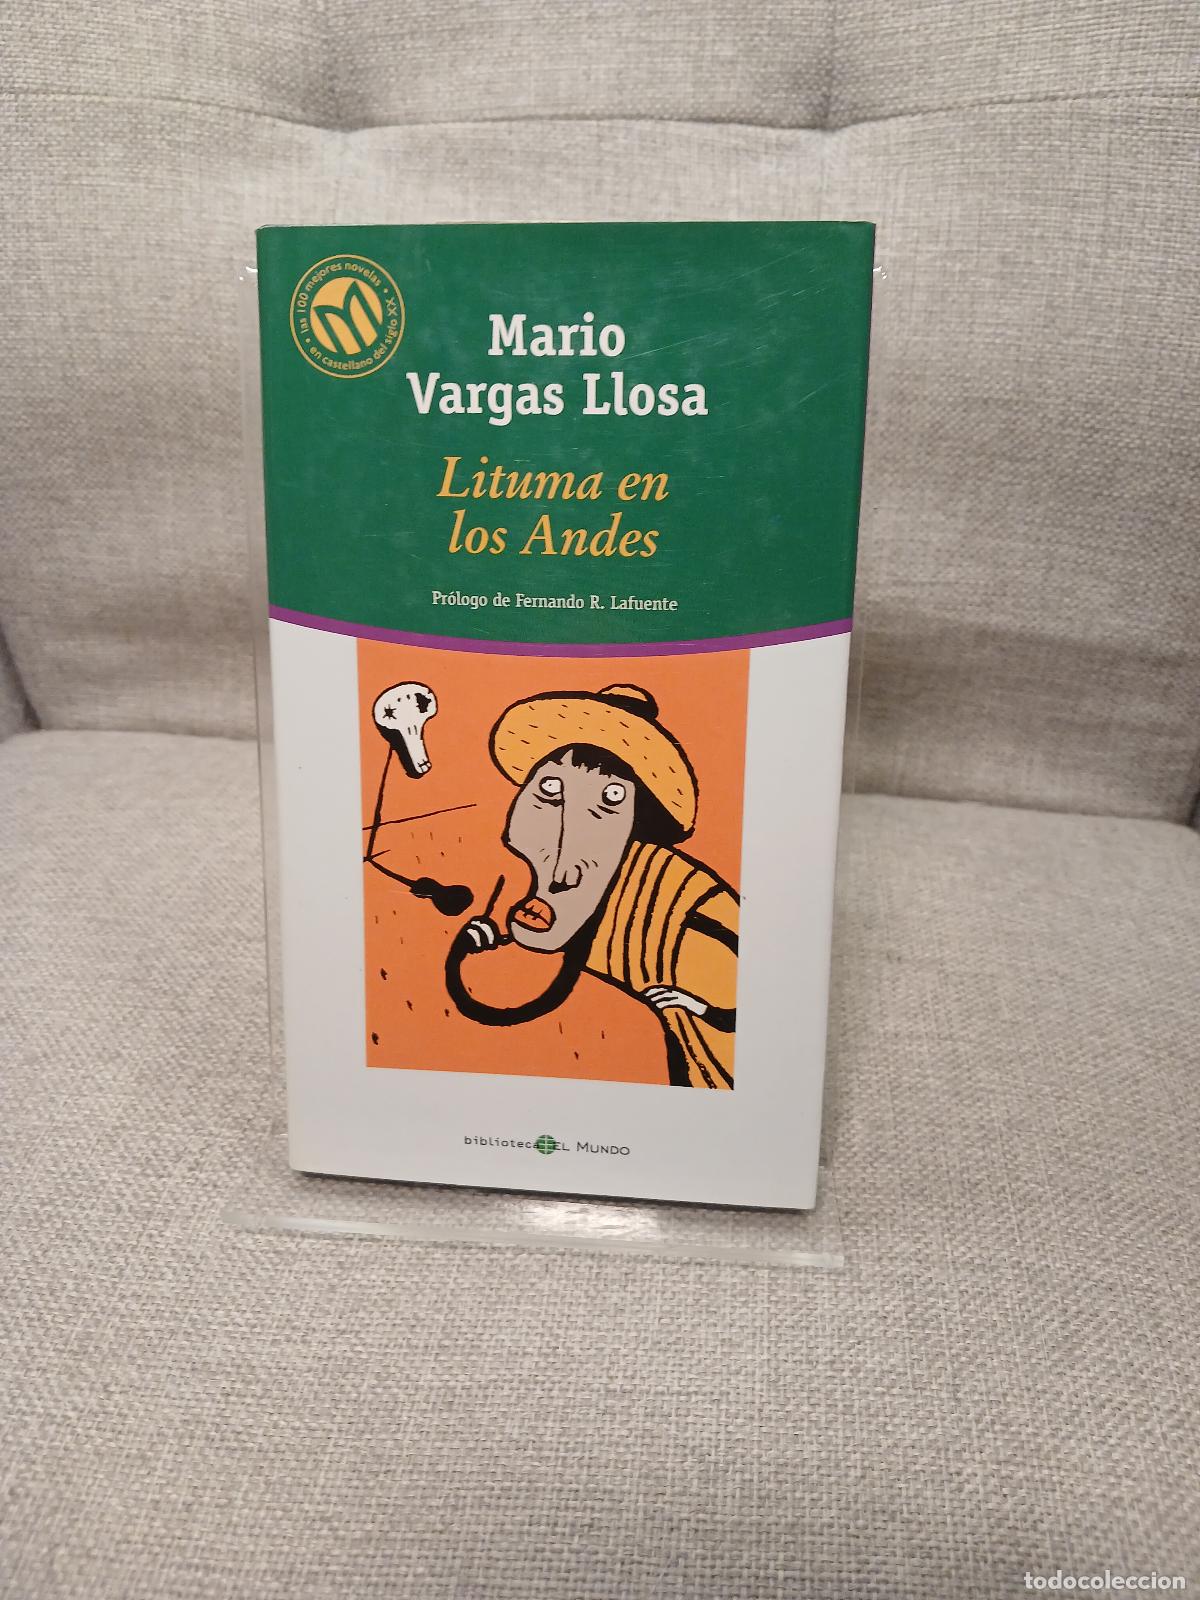 las 100 mejores novelas
en castellano del siglo XX
Mario
Vargas Llosa
Lituma en
los Andes
Prólogo de Fernando R. Lafuente
biblioteca EL MUNDO
todocoleccion